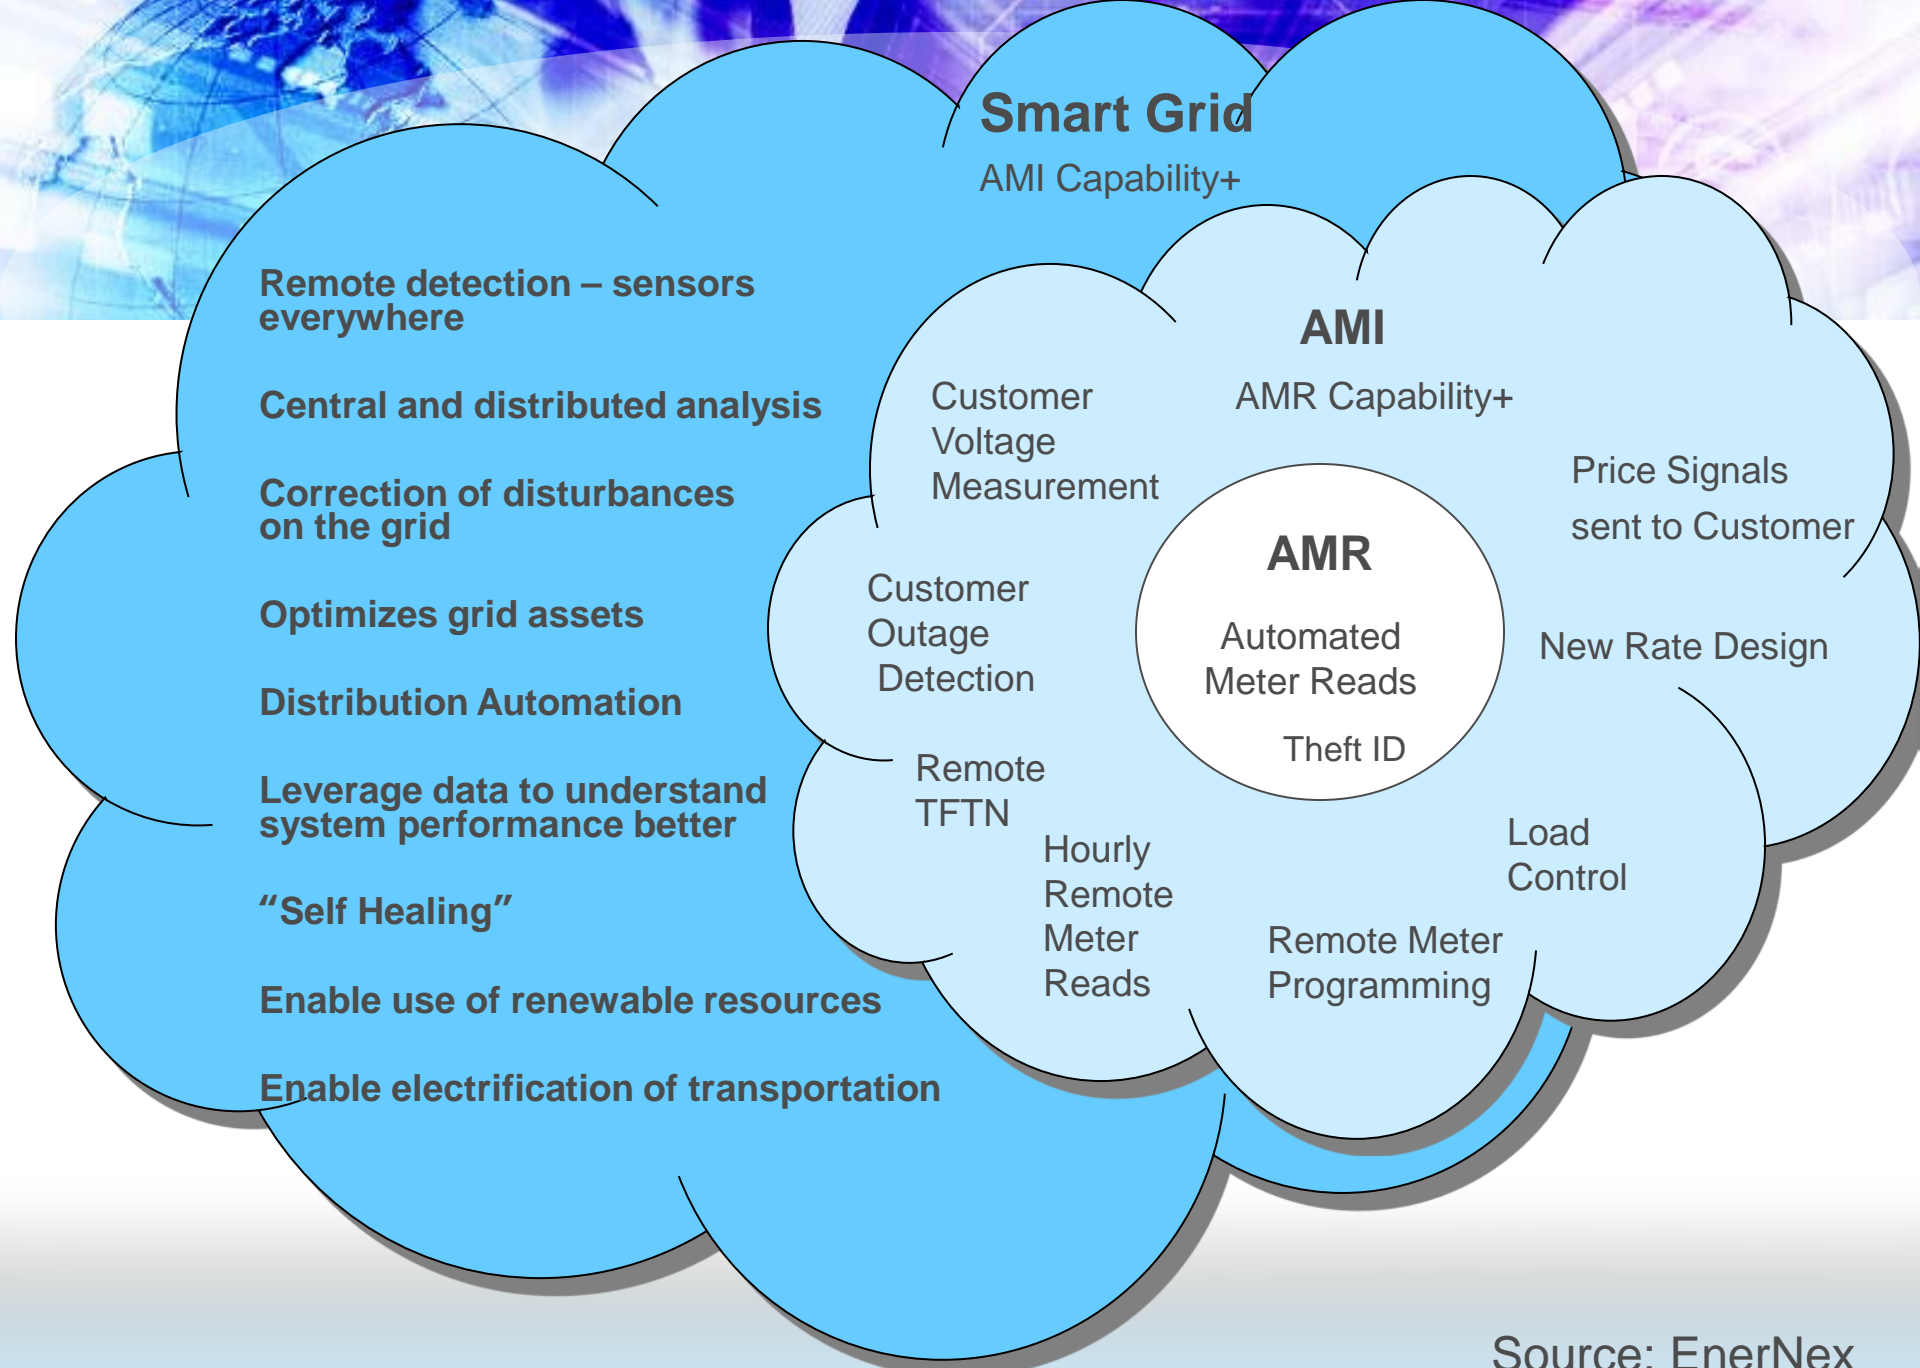 Smart Grid
AMI Capability+
Remote detection – sensors
everywhere
Central and distributed analysis
Correction of disturbances
on the grid
Optimizes grid assets
Distribution Automation
Leverage data to understand
system performance better
“Self Healing”
Enable use of renewable resources
Enable electrification of transportation
AMI
AMR Capability+
Customer
Voltage
Measurement
Customer
Outage
Detection
Remote
TFTN
Hourly
Remote
Meter
Reads
Remote Meter
Programming
Load
Control
New Rate Design
Price Signals
sent to Customer
AMR
Automated
Meter Reads
Theft ID
Source: EnerNex